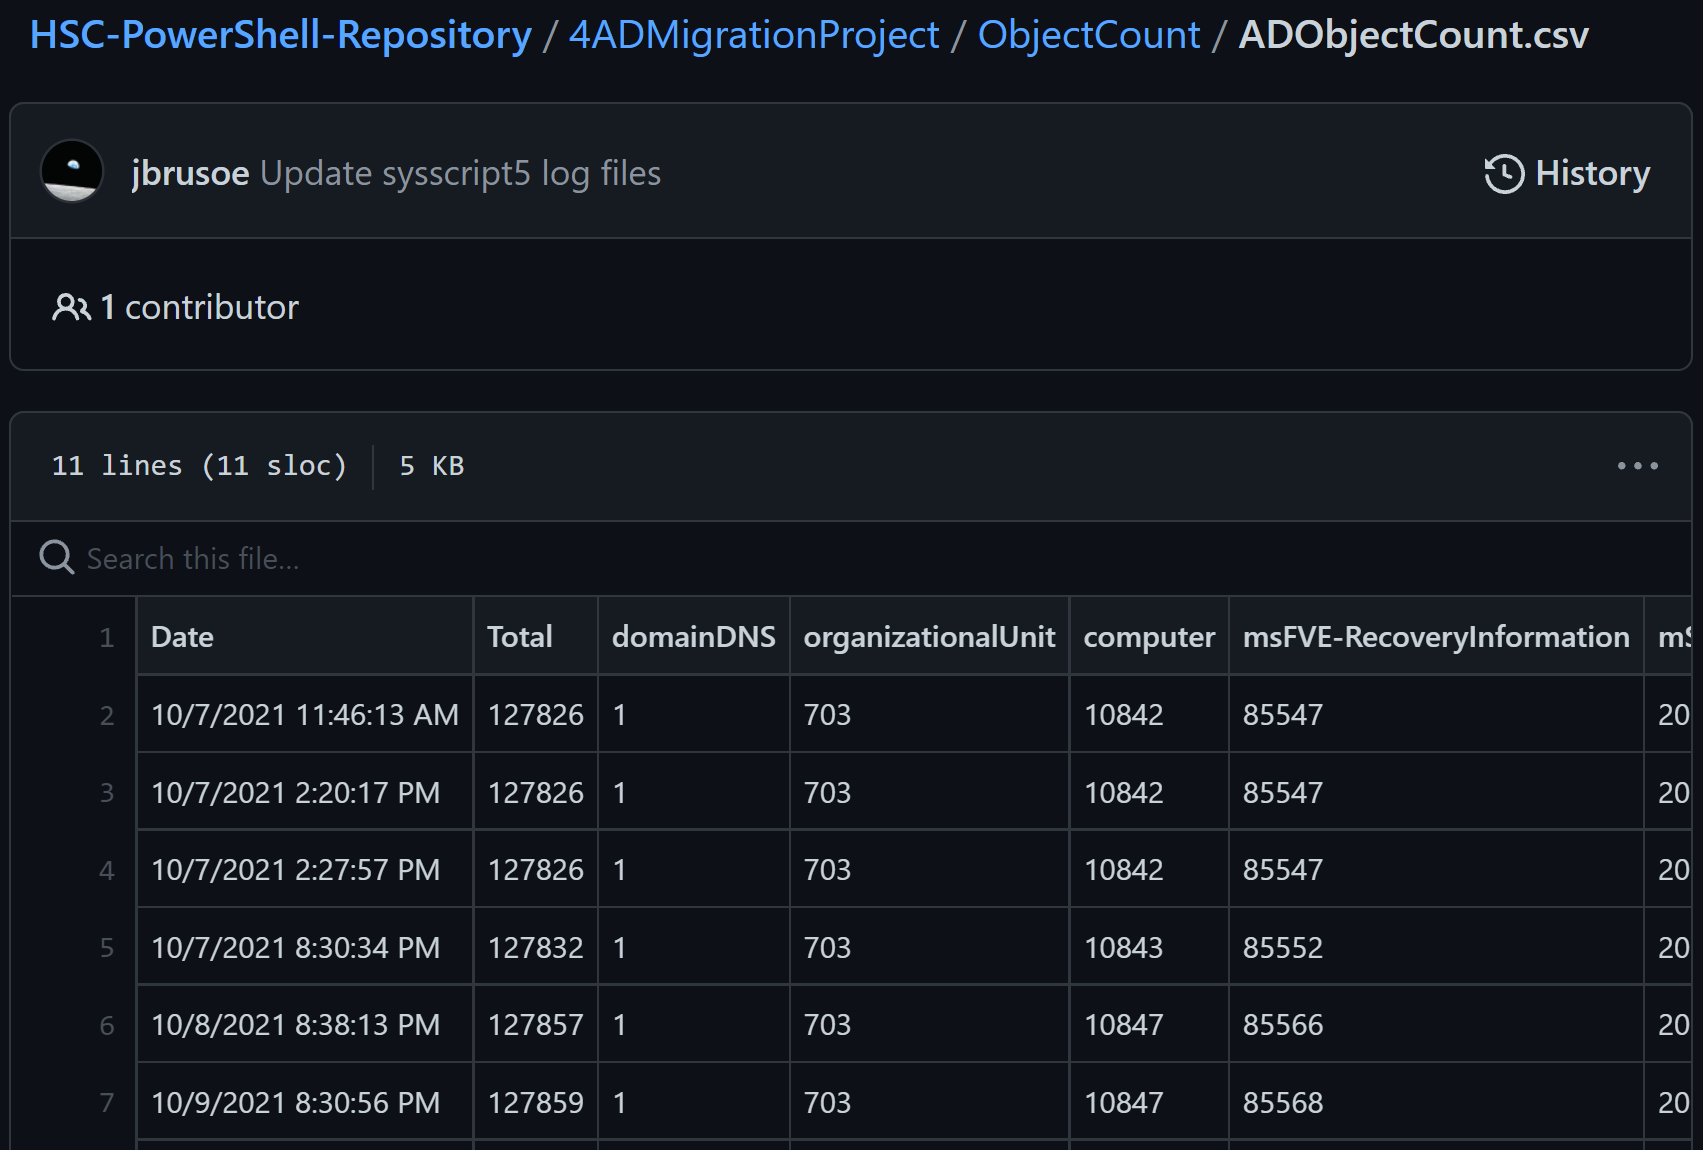 HSC-PowerShell-Repository / 4ADMigrationProject / ObjectCount / ADObjectCount.csv
jbrusoe Update sysscript5 log files
History
1 contributor
11 lines (11 sloc) 5 KB
Search this file...
1 Date Total domainDNS organizationalUnit computer msFVE-RecoveryInformation
2 10/7/2021 11:46:13 AM 127826 1 703 10842 85547 20
3 10/7/2021 2:20:17 PM 127826 1 703 10842 85547 20
4 10/7/2021 2:27:57 PM 127826 1 703 10842 85547 20
5 10/7/2021 8:30:34 PM 127832 1 703 10843 85552 20
6 10/8/2021 8:38:13 PM 127857 1 703 10847 85566 20
7 10/9/2021 8:30:56 PM 127859 1 703 10847 85568 20